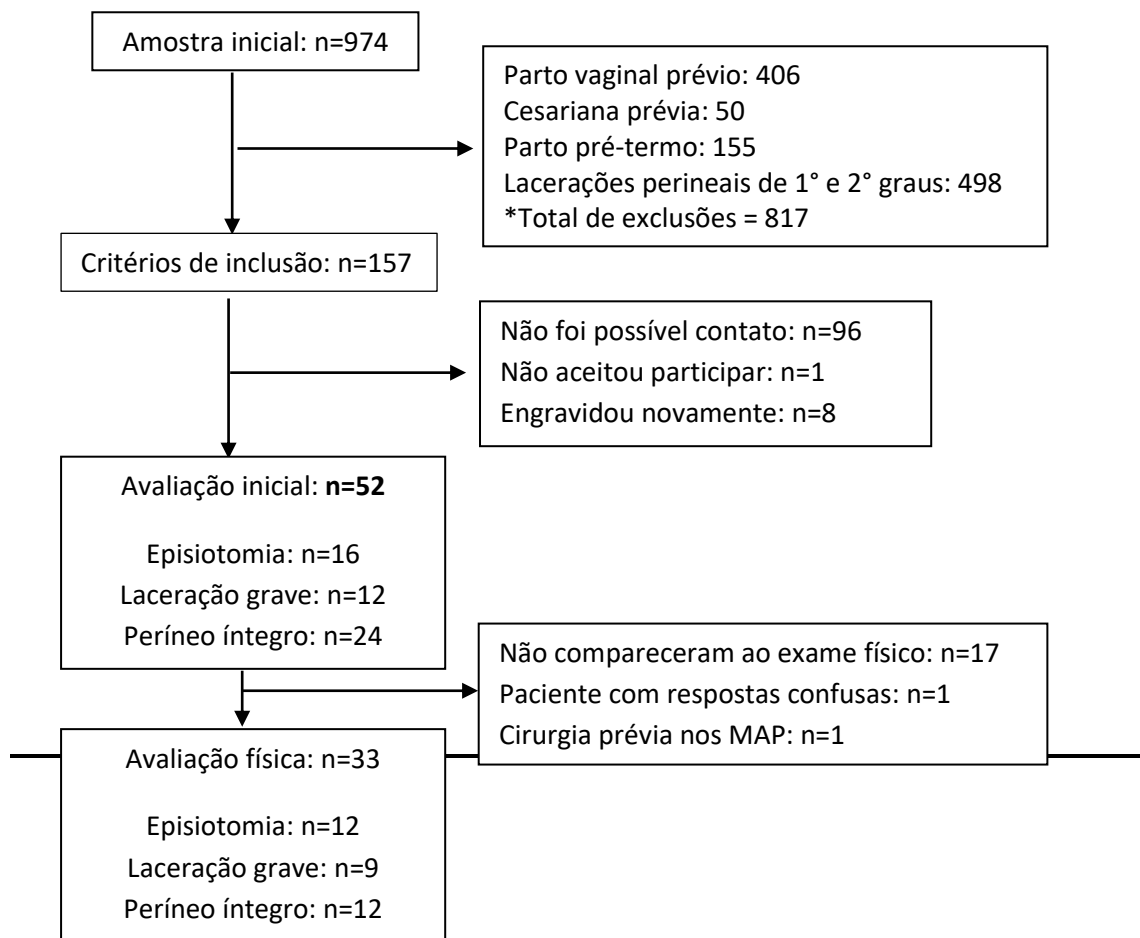 Amostra inicial: n=974
Parto vaginal prévio: 406
Cesariana prévia: 50
Parto pré-termo: 155
Lacerações perineais de 1° e 2° graus: 498
*Total de exclusões = 817
Critérios de inclusão: n=157
Não foi possível contato: n=96
Não aceitou participar: n=1
Engravidou novamente: n=8
Avaliação inicial: n=52
Episiotomia: n=16
Laceração grave: n=12
Períneo íntegro: n=24
Não compareceram ao exame físico: n=17
Paciente com respostas confusas: n=1
Cirurgia prévia nos MAP: n=1
Avaliação física: n=33
Episiotomia: n=12
Laceração grave: n=9
Períneo íntegro: n=12